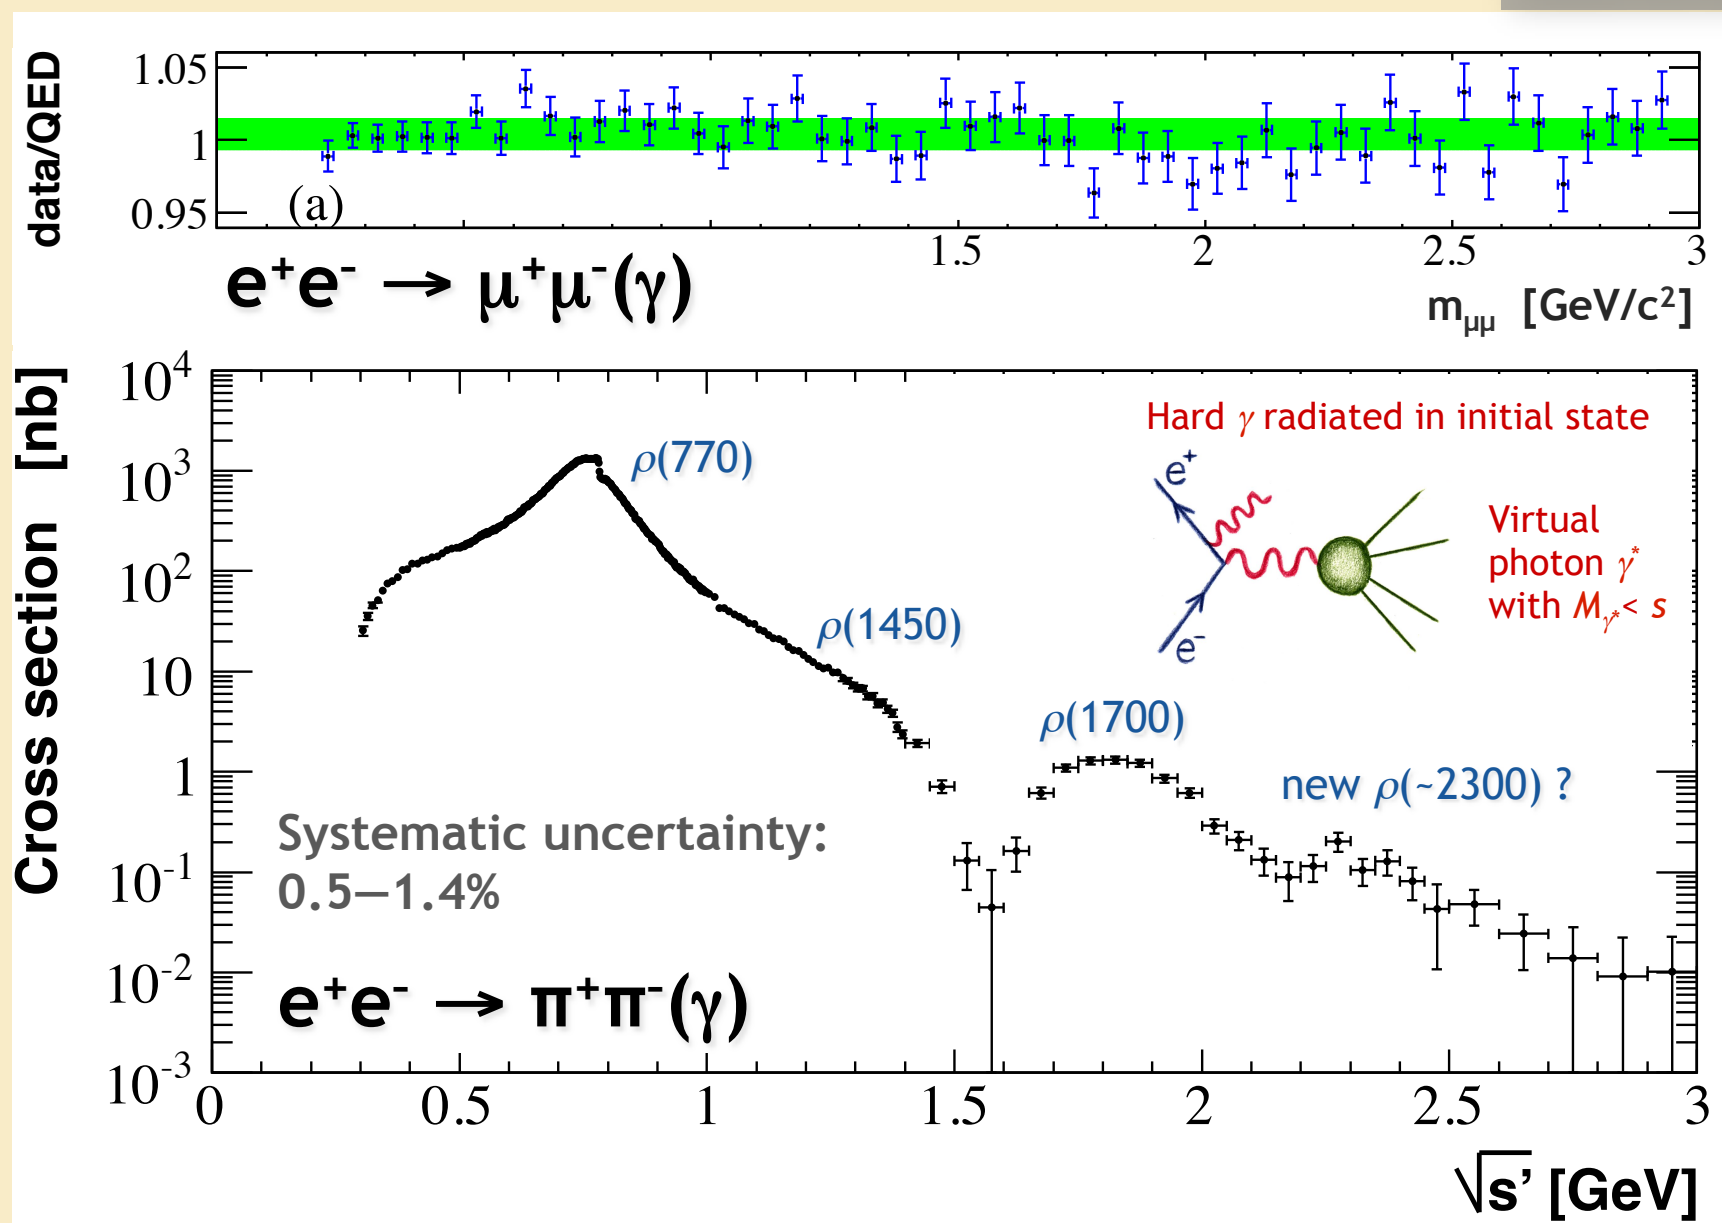 data/QED
1.05
1
0.95
(a)
1.5 2 2.5 3
e⁺e⁻ → μ⁺μ⁻(γ)
m_μμ [GeV/c²]
Cross section [nb]
10⁴
10³
10²
10
1
10⁻¹
10⁻²
10⁻³
ρ(770)
ρ(1450)
ρ(1700)
new ρ(~2300) ?
Hard γ radiated in initial state
e⁺
e⁻
Virtual
photon γ*
with M_γ* < s
Systematic uncertainty:
0.5—1.4%
e⁺e⁻ → π⁺π⁻(γ)
0 0.5 1 1.5 2 2.5 3
√s’ [GeV]